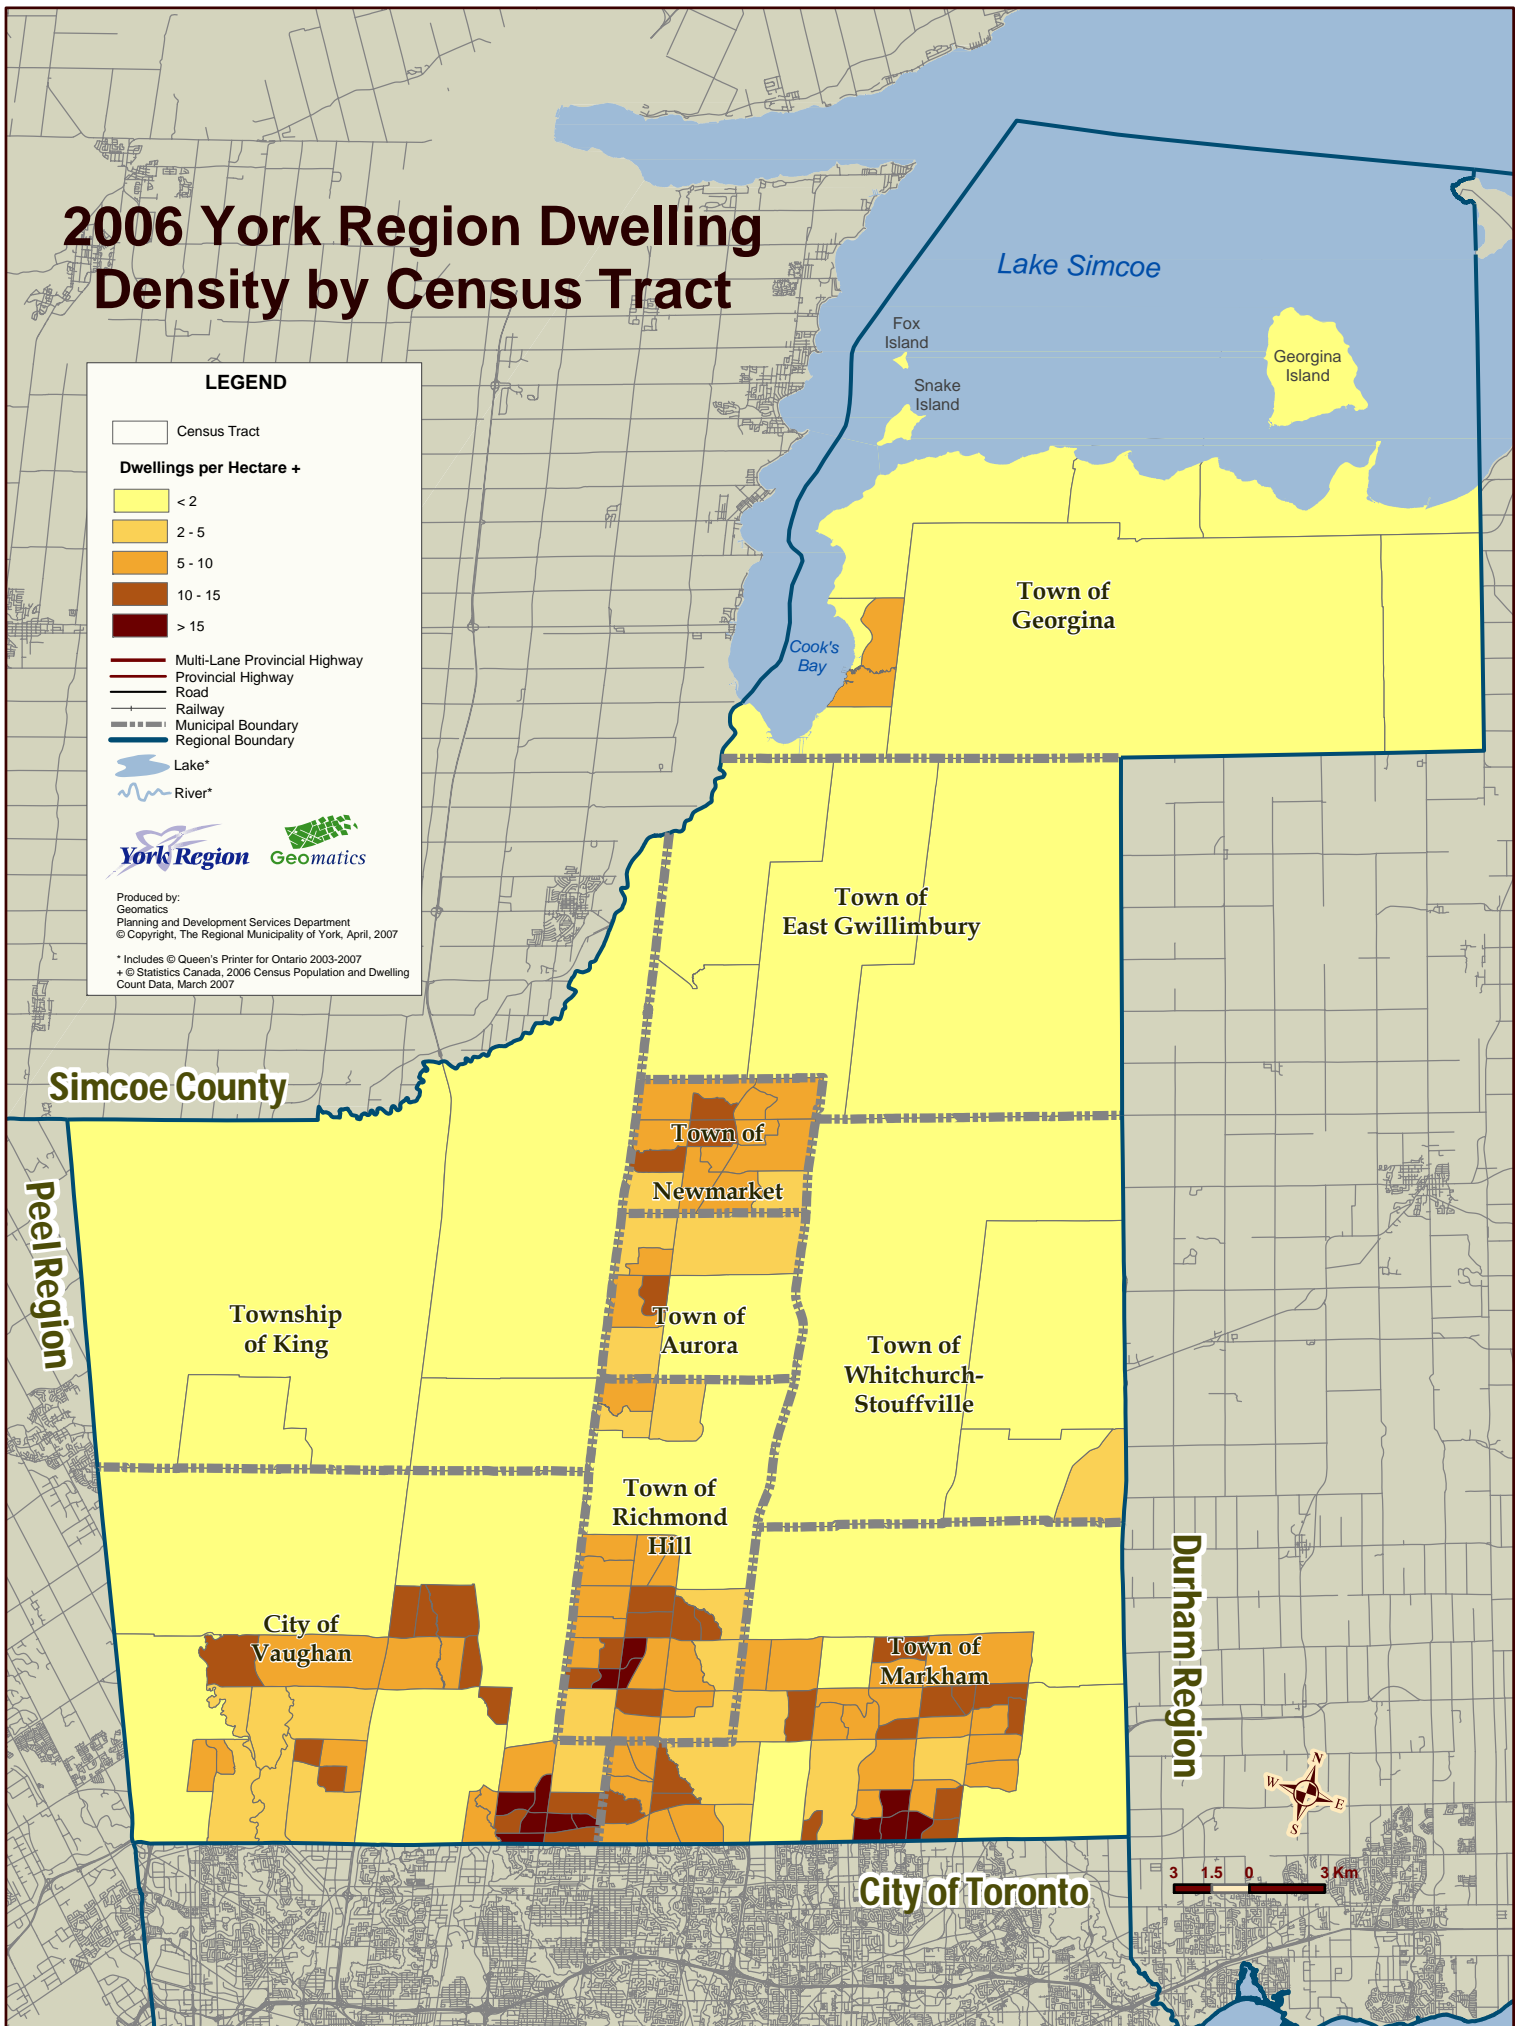 2006 York Region Dwelling
Density by Census Tract
LEGEND
Census Tract
Dwellings per Hectare +
< 2
2 - 5
5 - 10
10 - 15
> 15
Multi-Lane Provincial Highway
Provincial Highway
Road
Railway
Municipal Boundary
Regional Boundary
Lake*
River*
York Region
Geomatics
Produced by:
Geomatics
Planning and Development Services Department
© Copyright, The Regional Municipality of York, April, 2007
* Includes © Queen's Printer for Ontario 2003-2007
+ © Statistics Canada, 2006 Census Population and Dwelling
Count Data, March 2007
Lake Simcoe
Fox
Island
Snake
Island
Georgina
Island
Town of
Georgina
Cook's
Bay
Town of
East Gwillimbury
Simcoe County
Peel Region
Town of
Newmarket
Township
of King
Town of
Aurora
Town of
Whitchurch-
Stouffville
Town of
Richmond
Hill
City of
Vaughan
Town of
Markham
Durham Region
N
W
E
S
3 1.5 0 3 Km
City of Toronto